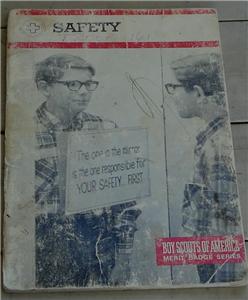 SAFETY
The one in the mirror
is the one responsible for
YOUR SAFETY... FIRST
BOY SCOUTS OF AMERICA
MERIT BADGE SERIES